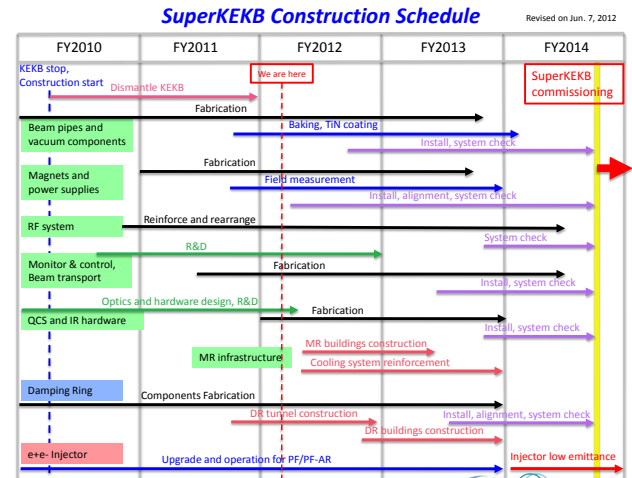 SuperKEKB Construction Schedule
Revised on Jun. 7, 2012
FY2010 FY2011 FY2012 FY2013 FY2014
KEKB stop,
Construction start
We are here
SuperKEKB
commissioning
Dismantle KEKB
Fabrication
Beam pipes and
vacuum components
Baking, TiN coating
Install, system check
Fabrication
Magnets and
power supplies
Field measurement
Install, alignment, system check
RF system
Reinforce and rearrange
System check
R&D
Monitor & control,
Beam transport
Fabrication
Install, system check
Optics and hardware design, R&D
QCS and IR hardware
Fabrication
Install, system check
MR buildings construction
MR infrastructure
Cooling system reinforcement
Damping Ring
Components Fabrication
DR tunnel construction
Install, alignment, system check
DR buildings construction
e+e- Injector
Upgrade and operation for PF/PF-AR
Injector low emittance